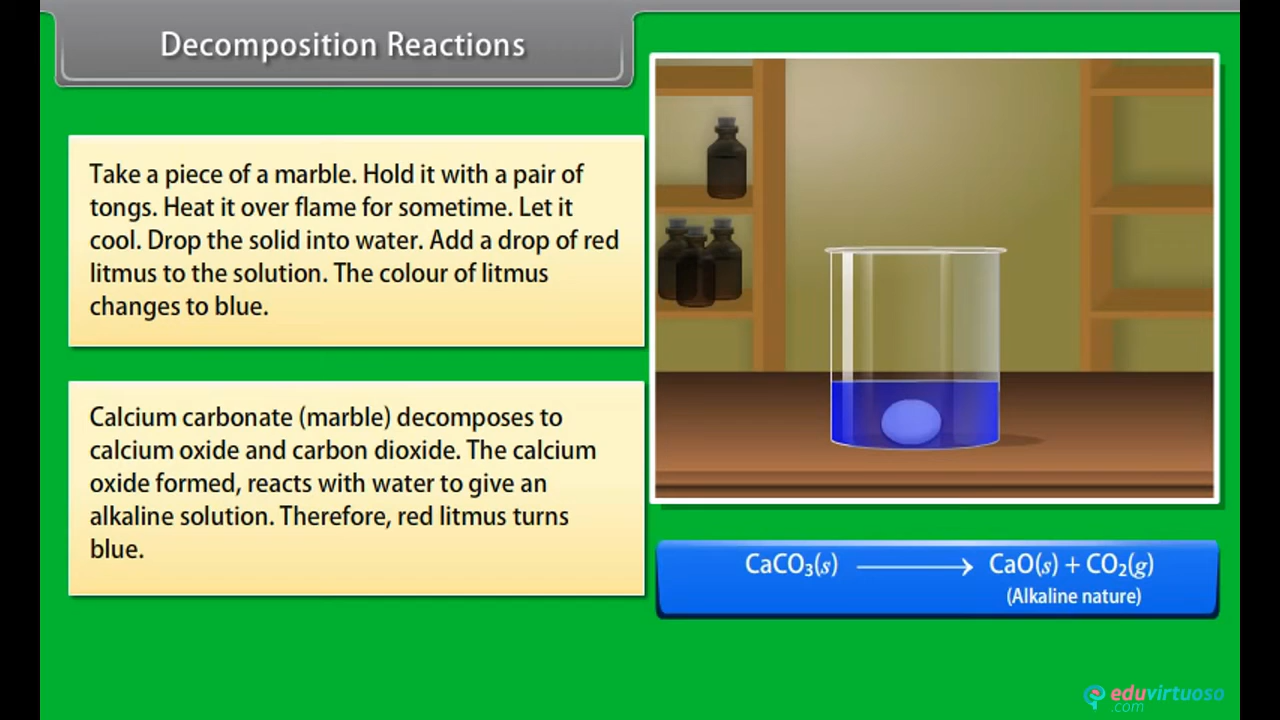 Decomposition Reactions
Take a piece of a marble. Hold it with a pair of
tongs. Heat it over flame for sometime. Let it
cool. Drop the solid into water. Add a drop of red
litmus to the solution. The colour of litmus
changes to blue.
Calcium carbonate (marble) decomposes to
calcium oxide and carbon dioxide. The calcium
oxide formed, reacts with water to give an
alkaline solution. Therefore, red litmus turns
blue.
CaCO₃(s) ⟶ CaO(s) + CO₂(g)
(Alkaline nature)
eduvirtuoso
.com